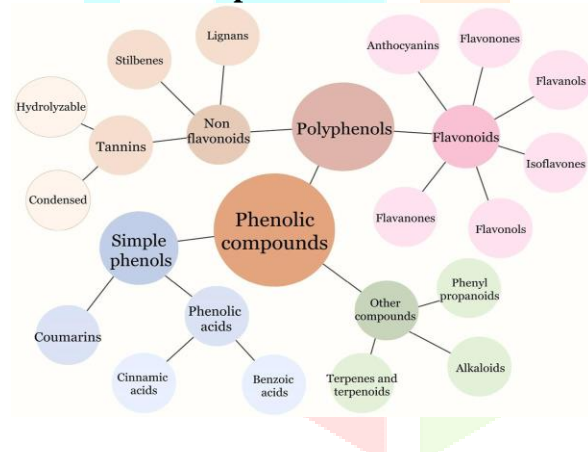 Lignans
Stilbenes
Hydrolyzable
Tannins
Non
flavonoid
Condensed
Polyphenols
Anthocyanins
Flavonones
Flavanols
Flavonoids
Isoflavones
Flavanones
Flavonols
Phenolic
compounds
Simple
phenols
Phenolic
acids
Coumarins
Cinnamic
acids
Benzoic
acids
Other
compounds
Phenyl
propanoids
Alkaloids
Terpenes and
terpenoids